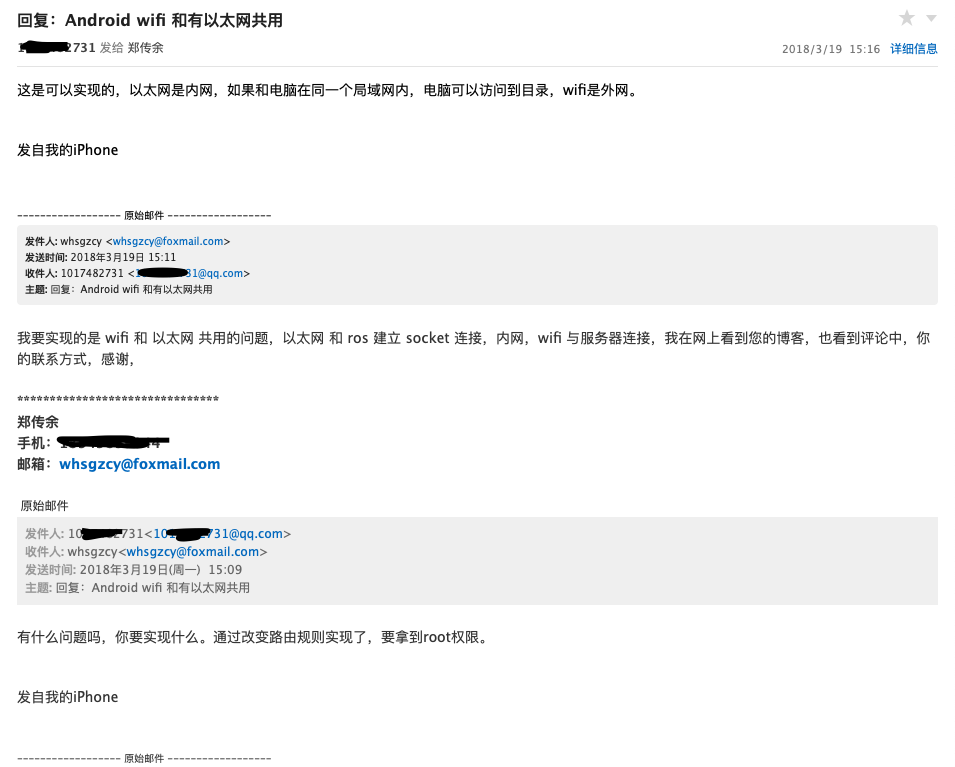 回复：Android wifi 和有以太网共用
2731 发给 郑传余
2018/3/19 15:16 详细信息
这是可以实现的，以太网是内网，如果和电脑在同一个局域网内，电脑可以访问到目录，wifi是外网。
发自我的iPhone
------------------ 原始邮件 ------------------
发件人: whsgzcy <whsgzcy@foxmail.com>
发送时间: 2018年3月19日 15:11
收件人: 1017482731 <1 31@qq.com>
主题: 回复：Android wifi 和有以太网共用
我要实现的是 wifi 和 以太网 共用的问题，以太网 和 ros 建立 socket 连接，内网，wifi 与服务器连接，我在网上看到您的博客，也看到评论中，你
的联系方式，感谢，
*******************************
郑传余
手机：
邮箱：whsgzcy@foxmail.com
原始邮件
发件人: 10 2731<10 731@qq.com>
收件人: whsgzcy<whsgzcy@foxmail.com>
发送时间: 2018年3月19日(周一) 15:09
主题: 回复：Android wifi 和有以太网共用
有什么问题吗，你要实现什么。通过改变路由规则实现了，要拿到root权限。
发自我的iPhone
------------------ 原始邮件 ------------------